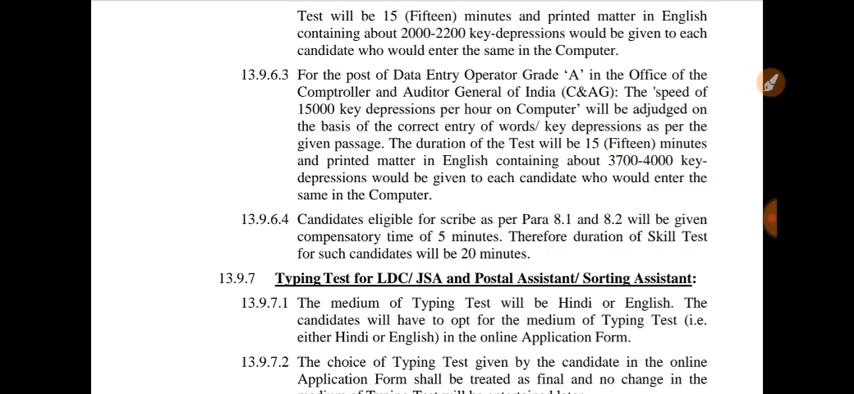 Test will be 15 (Fifteen) minutes and printed matter in English
containing about 2000-2200 key-depressions would be given to each
candidate who would enter the same in the Computer.
13.9.6.3 For the post of Data Entry Operator Grade ‘A’ in the Office of the
Comptroller and Auditor General of India (C&AG): The 'speed of
15000 key depressions per hour on Computer’ will be adjudged on
the basis of the correct entry of words/ key depressions as per the
given passage. The duration of the Test will be 15 (Fifteen) minutes
and printed matter in English containing about 3700-4000 key-
depressions would be given to each candidate who would enter the
same in the Computer.
13.9.6.4 Candidates eligible for scribe as per Para 8.1 and 8.2 will be given
compensatory time of 5 minutes. Therefore duration of Skill Test
for such candidates will be 20 minutes.
13.9.7 Typing Test for LDC/ JSA and Postal Assistant/ Sorting Assistant:
13.9.7.1 The medium of Typing Test will be Hindi or English. The
candidates will have to opt for the medium of Typing Test (i.e.
either Hindi or English) in the online Application Form.
13.9.7.2 The choice of Typing Test given by the candidate in the online
Application Form shall be treated as final and no change in the
medium of Typing Test will be entertained later.